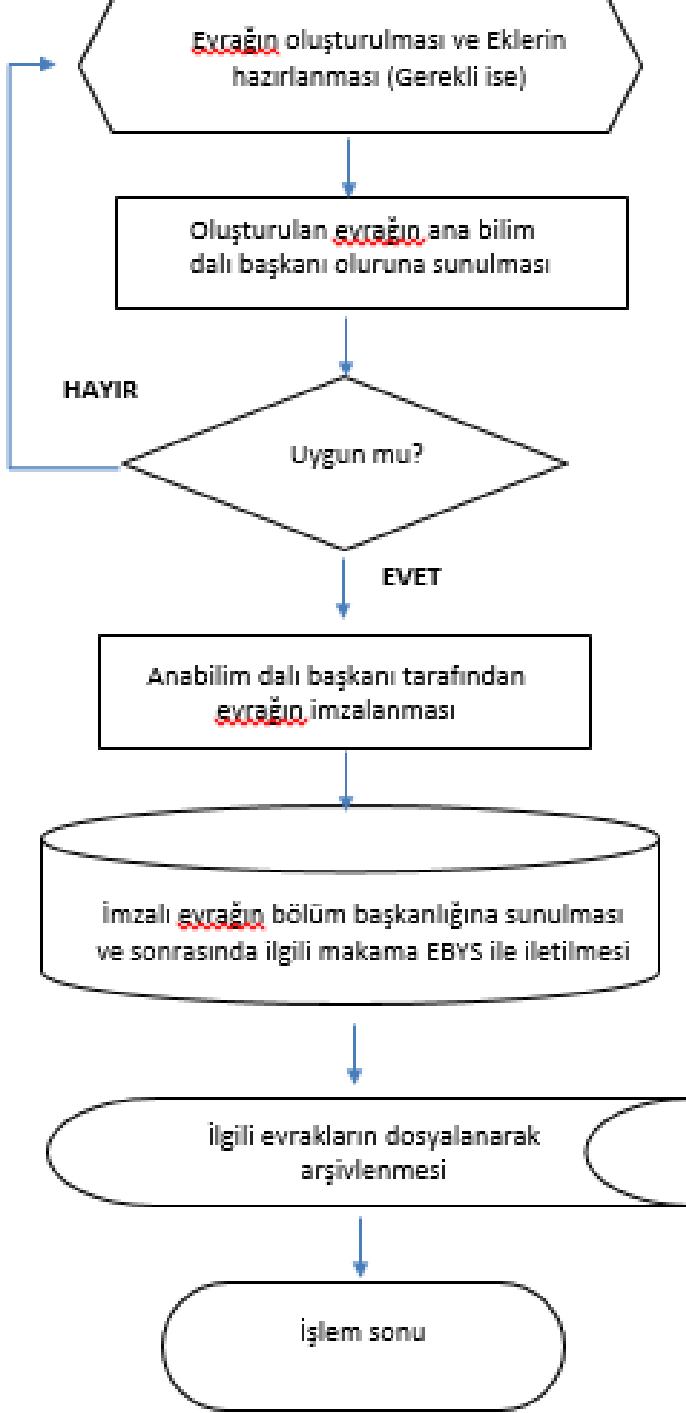 Evrağın oluşturulması ve Eklerin
hazırlanması (Gerekli ise)
Oluşturulan evrağın ana bilim
dalı başkanı oluruna sunulması
HAYIR
Uygun mu?
EVET
Anabilim dalı başkanı tarafından
evrağın imzalanması
İmzalı evrağın bölüm başkanlığına sunulması
ve sonrasında ilgili makama EBYS ile iletilmesi
İlgili evrakların dosyalanarak
arşivlenmesi
İşlem sonu